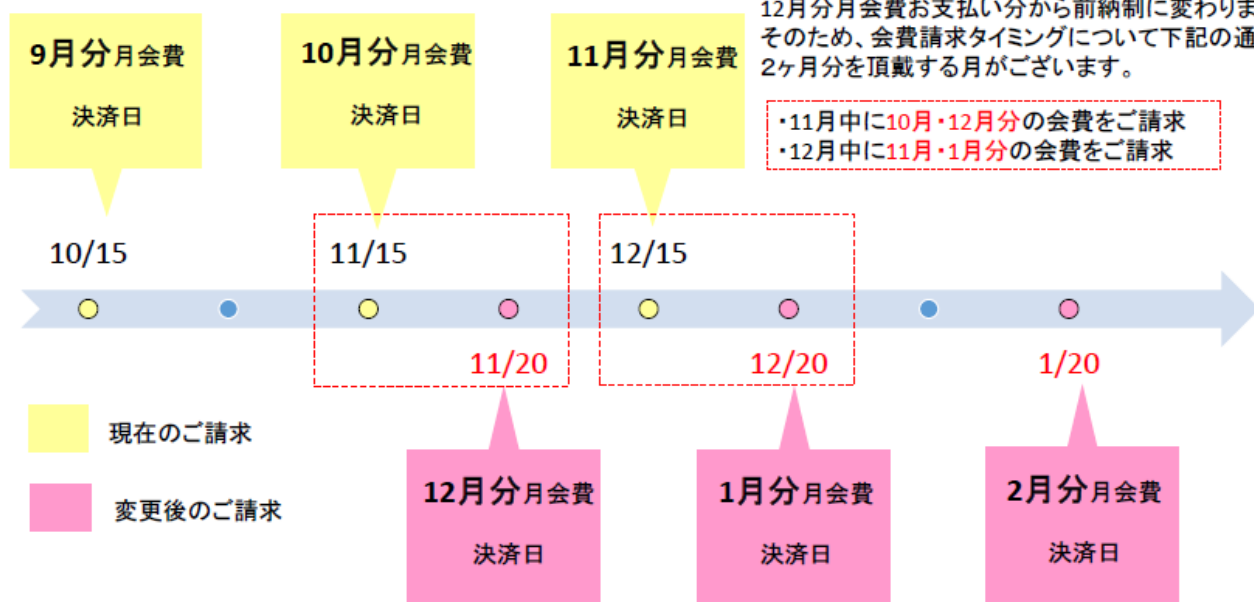 12月分月会費お支払い分から前納制に変わりま
そのため、会費請求タイミングについて下記の通
2ヶ月分を頂戴する月がございます。
・11月中に10月・12月分の会費をご請求
・12月中に11月・1月分の会費をご請求
9月分月会費
決済日
10月分月会費
決済日
11月分月会費
決済日
10/15
11/15
12/15
11/20
12/20
1/20
現在のご請求
変更後のご請求
12月分月会費
決済日
1月分月会費
決済日
2月分月会費
決済日